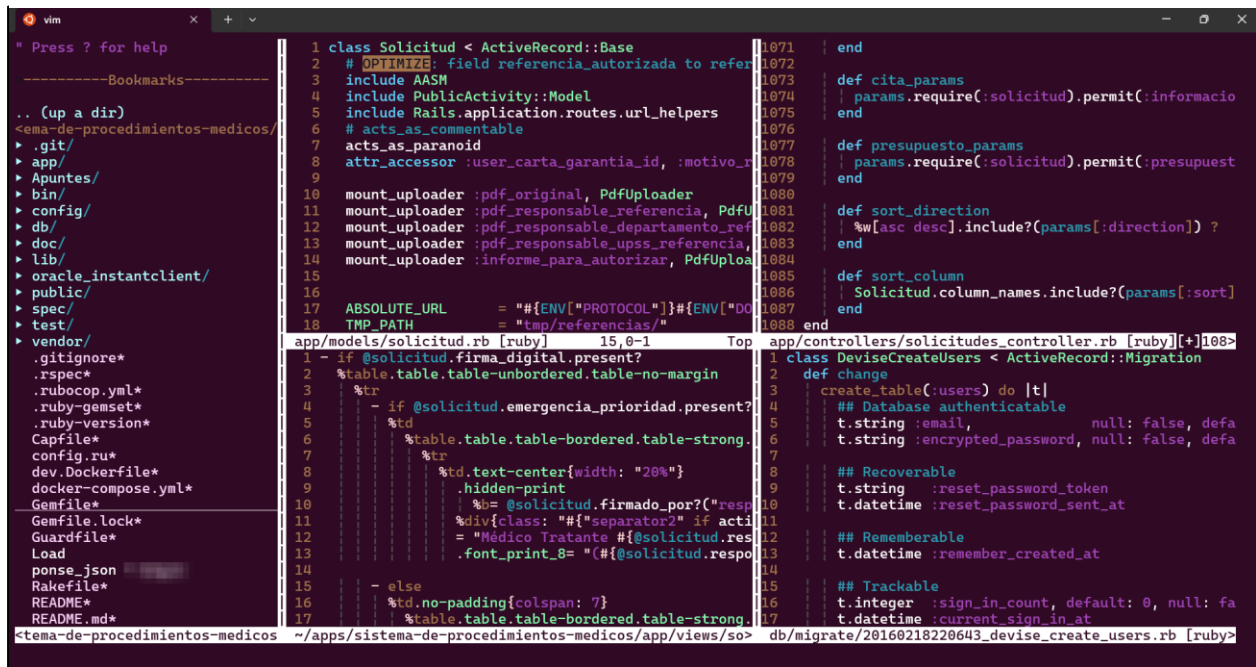 vim
" Press ? for help
----------Bookmarks----------
.. (up a dir)
<ema-de-procedimientos-medicos/
▸ .git/
▸ app/
▸ Apuntes/
▸ bin/
▸ config/
▸ db/
▸ doc/
▸ lib/
▸ oracle_instantclient/
▸ public/
▸ spec/
▸ test/
▸ vendor/
.gitignore*
.rspec*
.rubocop.yml*
.ruby-gemset*
.ruby-version*
Capfile*
config.ru*
dev.Dockerfile*
docker-compose.yml*
Gemfile*
Gemfile.lock*
Guardfile*
Load
ponse_json
Rakefile*
README*
README.md*
<tema-de-procedimientos-medicos
1 class Solicitud < ActiveRecord::Base
2 # OPTIMIZE: field referencia_autorizada to refer
3 include AASM
4 include PublicActivity::Model
5 include Rails.application.routes.url_helpers
6 # acts_as_commentable
7 acts_as_paranoid
8 attr_accessor :user_carta_garantia_id, :motivo_r
9
10 mount_uploader :pdf_original, PdfUploader
11 mount_uploader :pdf_responsable_referencia, PdfU
12 mount_uploader :pdf_responsable_departamento_ref
13 mount_uploader :pdf_responsable_upss_referencia,
14 mount_uploader :informe_para_autorizar, PdfUploa
15
16
17 ABSOLUTE_URL = "#{ENV["PROTOCOL"]}#{ENV["DO
18 TMP_PATH = "tmp/referencias/"
app/models/solicitud.rb [ruby] 15,0-1 Top
1071 end
1072
1073 def cita_params
1074 params.require(:solicitud).permit(:informacio
1075 end
1076
1077 def presupuesto_params
1078 params.require(:solicitud).permit(:presupuest
1079 end
1080
1081 def sort_direction
1082 %w[asc desc].include?(params[:direction]) ?
1083 end
1084
1085 def sort_column
1086 Solicitud.column_names.include?(params[:sort]
1087 end
1088 end
app/controllers/solicitudes_controller.rb [ruby][+]108>
1 - if @solicitud.firma_digital.present?
2 %table.table.table-unbordered.table-no-margin
3 %tr
4 - if @solicitud.emergencia_prioridad.present?
5 %td
6 %table.table.table-bordered.table-strong.
7 %tr
8 %td.text-center{width: "20%"}
9 .hidden-print
10 %b= @solicitud.firmado_por?("resp
11 %div{class: "#{"separator2" if acti
12 = "Médico Tratante #{@solicitud.res
13 .font_print_8= "(#{@solicitud.respo
14
15 - else
16 %td.no-padding{colspan: 7}
17 %table.table.table-bordered.table-strong.
~/apps/sistema-de-procedimientos-medicos/app/views/so>
1 class DeviseCreateUsers < ActiveRecord::Migration
2 def change
3 create_table(:users) do |t|
4 ## Database authenticatable
5 t.string :email, null: false, defa
6 t.string :encrypted_password, null: false, defa
7
8 ## Recoverable
9 t.string :reset_password_token
10 t.datetime :reset_password_sent_at
11
12 ## Rememberable
13 t.datetime :remember_created_at
14
15 ## Trackable
16 t.integer :sign_in_count, default: 0, null: fa
17 t.datetime :current_sign_in_at
db/migrate/20160218220643_devise_create_users.rb [ruby>